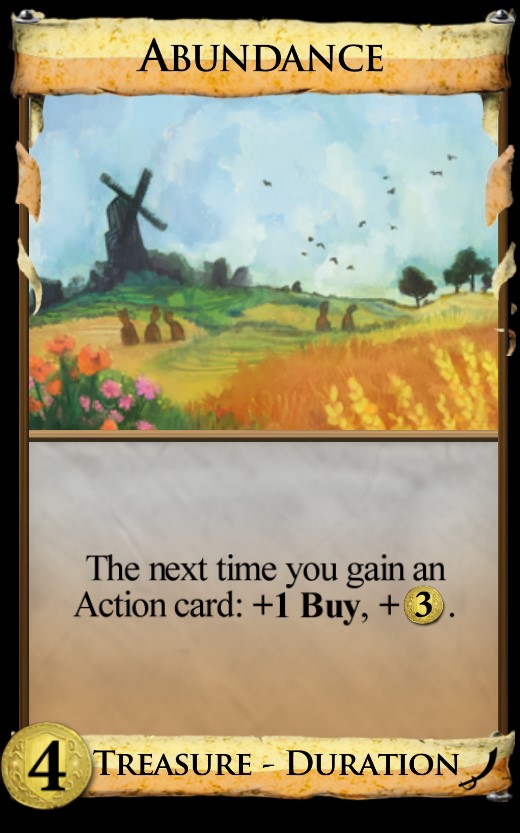 Abundance
The next time you gain an
Action card: +1 Buy, +3.
4 Treasure - Duration